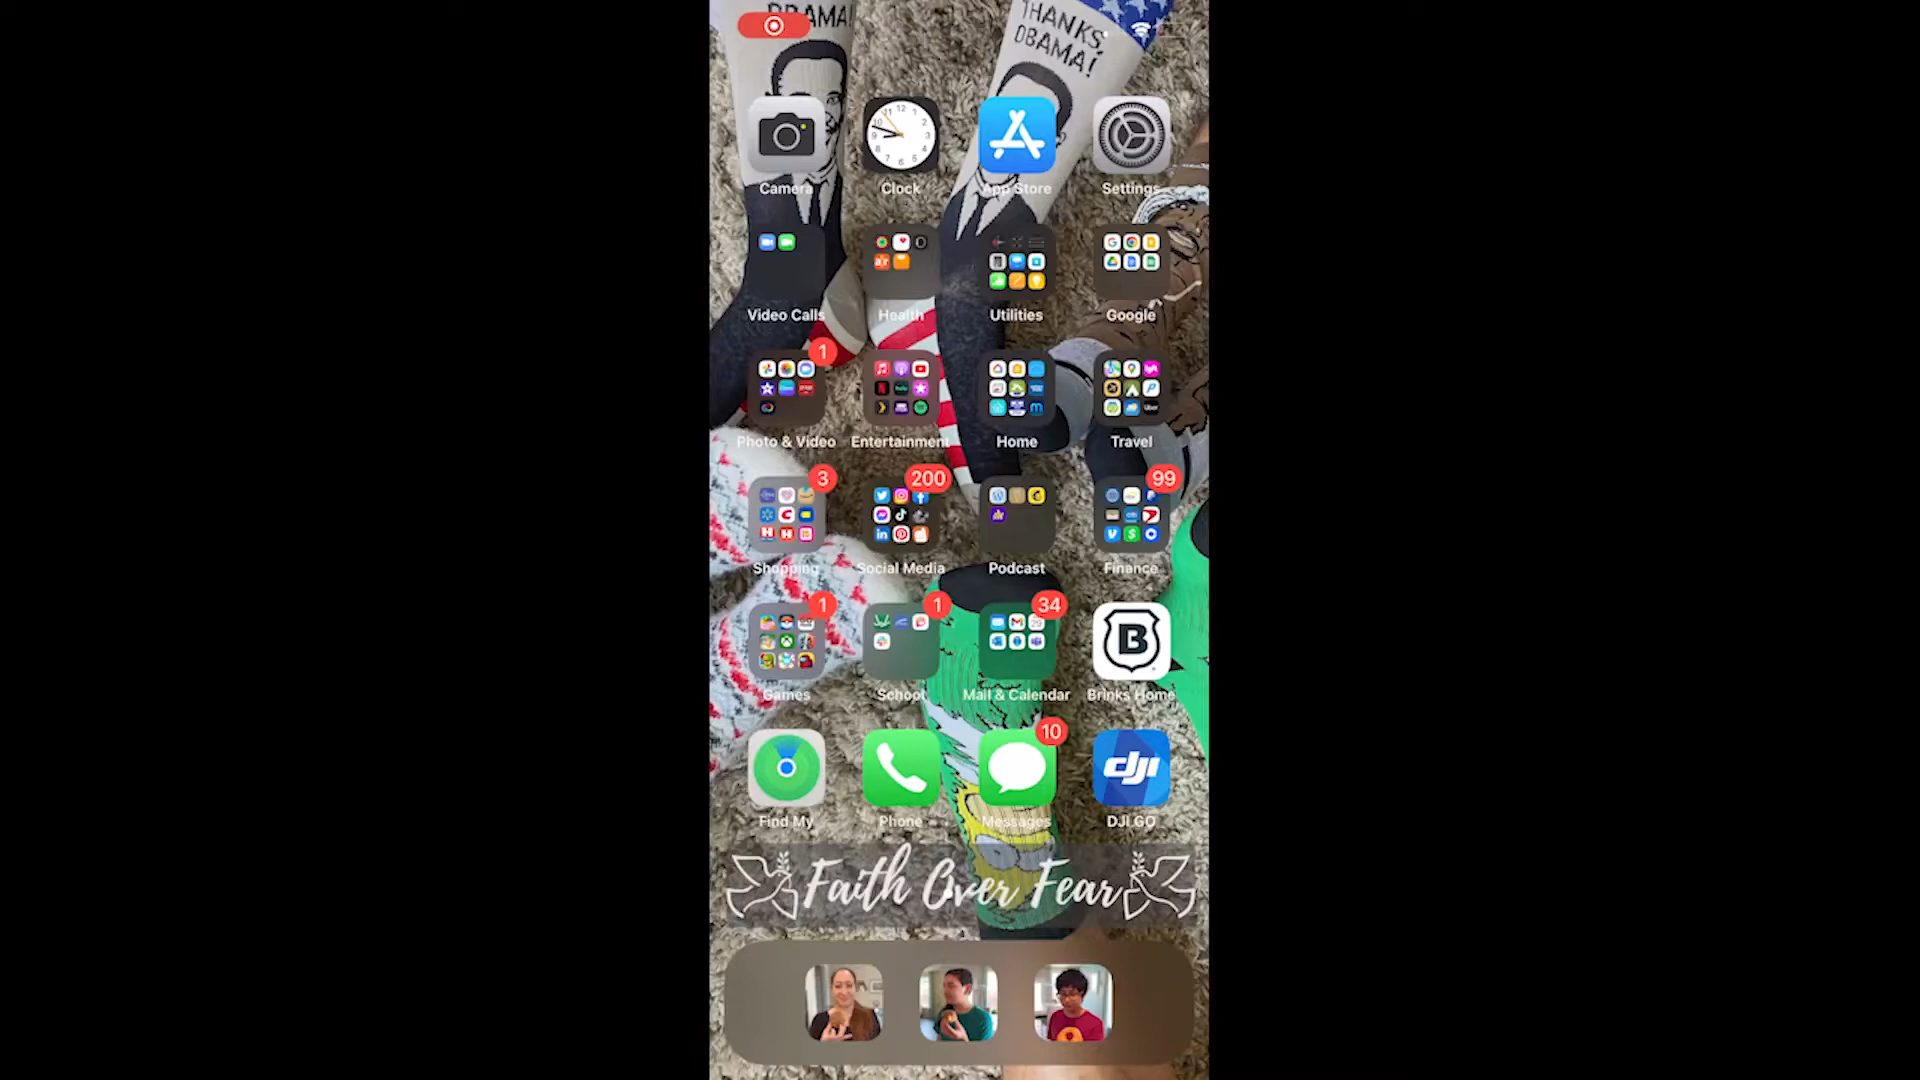 OBAMA!
THANKS,
OBAMA!
Camera
Clock
App Store
Settings
Video Calls
Health
Utilities
Google
1
Photo & Video
Entertainment
Home
Travel
3
200
99
Shopping
Social Media
Podcast
Finance
1
1
34
B
Games
School
Mail & Calendar
Brinks Home
10
dji
Find My
Phone
Messages
DJI GO
Faith Over Fear